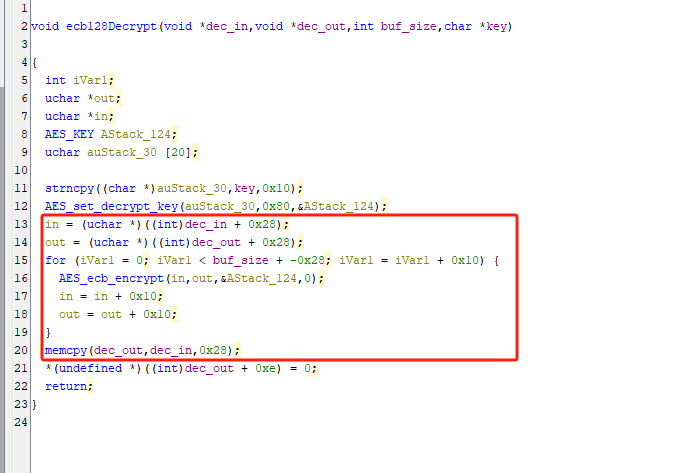 1
2 void ecb128Decrypt(void *dec_in,void *dec_out,int buf_size,char *key)
3
4 {
5   int iVar1;
6   uchar *out;
7   uchar *in;
8   AES_KEY AStack_124;
9   uchar auStack_30 [20];
10
11   strncpy((char *)auStack_30,key,0x10);
12   AES_set_decrypt_key(auStack_30,0x80,&AStack_124);
13   in = (uchar *)((int)dec_in + 0x28);
14   out = (uchar *)((int)dec_out + 0x28);
15   for (iVar1 = 0; iVar1 < buf_size + -0x28; iVar1 = iVar1 + 0x10) {
16     AES_ecb_encrypt(in,out,&AStack_124,0);
17     in = in + 0x10;
18     out = out + 0x10;
19   }
20   memcpy(dec_out,dec_in,0x28);
21   *(undefined *)((int)dec_out + 0xe) = 0;
22   return;
23 }
24